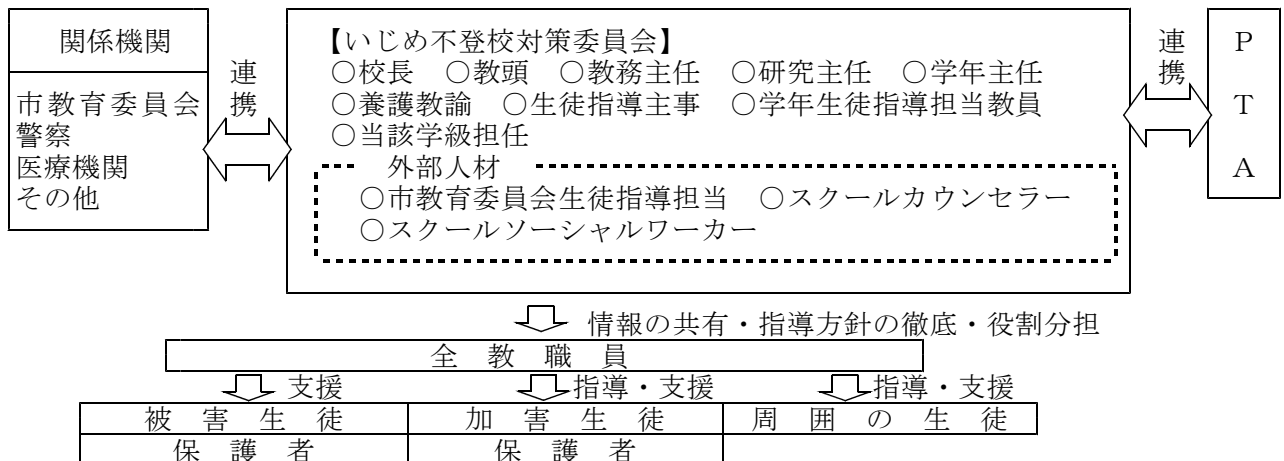 関係機関
市教育委員会
警察
医療機関
その他
連携
【いじめ不登校対策委員会】
○校長　○教頭　○教務主任　○研究主任　○学年主任
○養護教諭　○生徒指導主事　○学年生徒指導担当教員
○当該学級担任
外部人材
○市教育委員会生徒指導担当　○スクールカウンセラー
○スクールソーシャルワーカー
連携
PTA
情報の共有・指導方針の徹底・役割分担
全　教　職　員
支援　指導・支援　指導・支援
被　害　生　徒　加　害　生　徒　周　囲　の　生　徒
保　護　者　保　護　者